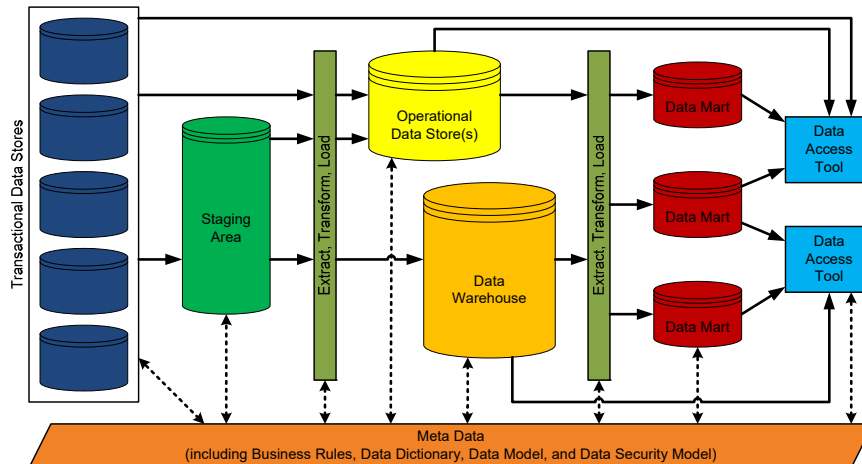 Transactional Data Stores
Staging
Area
Extract, Transform, Load
Operational
Data Store(s)
Data
Warehouse
Extract, Transform, Load
Data Mart
Data Mart
Data Mart
Data
Access
Tool
Data
Access
Tool
Meta Data
(including Business Rules, Data Dictionary, Data Model, and Data Security Model)